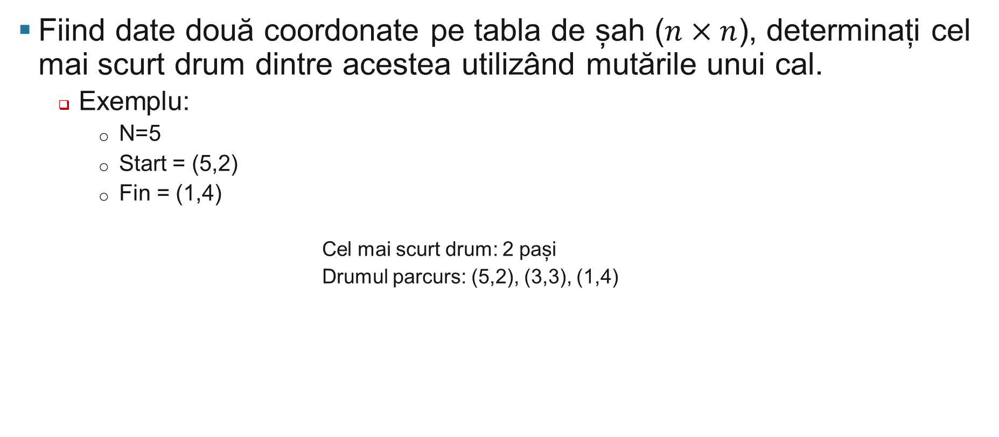 Fiind date două coordonate pe tabla de șah (𝑛 × 𝑛), determinați cel
mai scurt drum dintre acestea utilizând mutările unui cal.
Exemplu:
N=5
Start = (5,2)
Fin = (1,4)
Cel mai scurt drum: 2 pași
Drumul parcurs: (5,2), (3,3), (1,4)